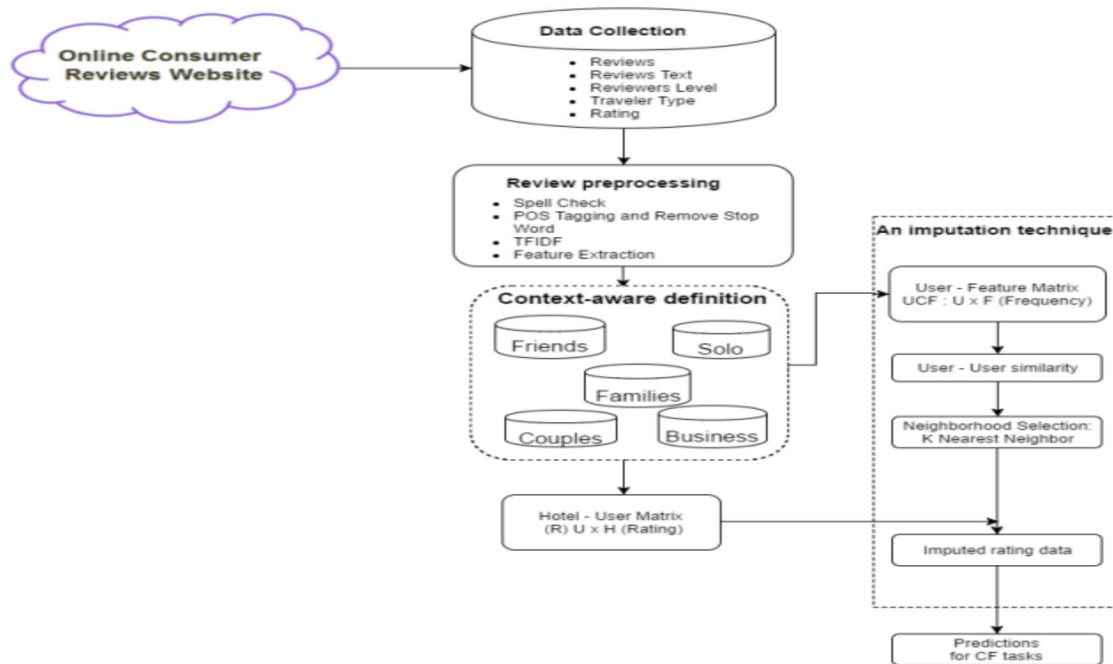 Online Consumer
Reviews Website
Data Collection
• Reviews
• Reviews Text
• Reviewers Level
• Traveler Type
• Rating
Review preprocessing
• Spell Check
• POS Tagging and Remove Stop
Word
• TFIDF
• Feature Extraction
Context-aware definition
Friends
Solo
Families
Couples
Business
Hotel - User Matrix
(R) U x H (Rating)
An imputation technique
User - Feature Matrix
UCF : U x F (Frequency)
User - User similarity
Neighborhood Selection:
K Nearest Neighbor
Imputed rating data
Predictions
for CF tasks